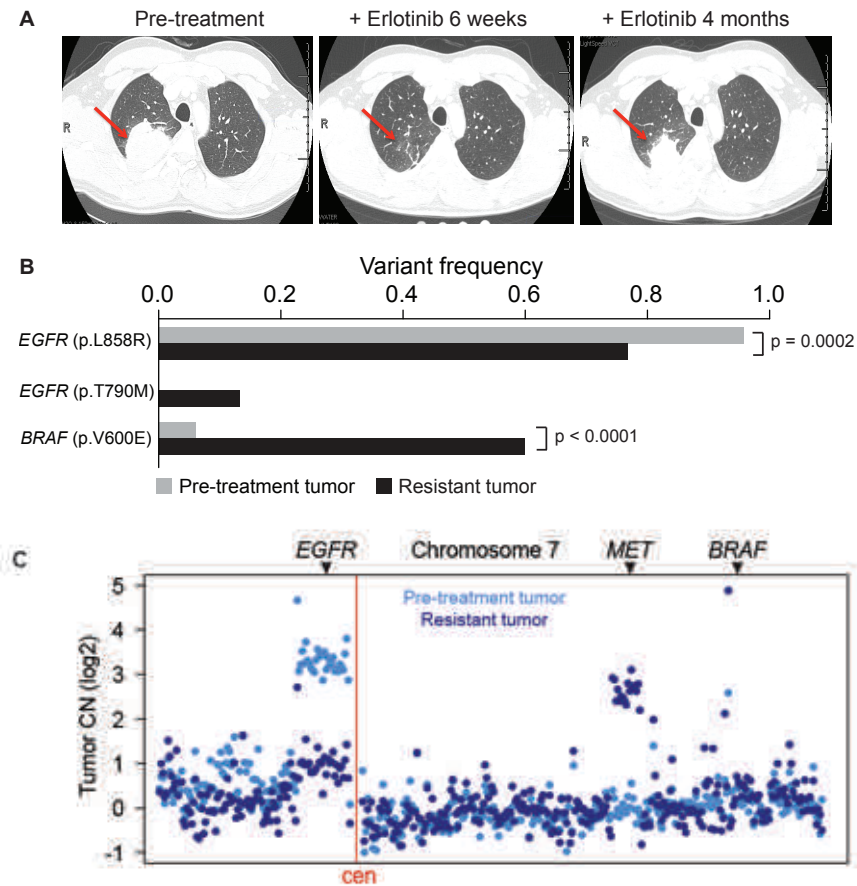 A
Pre-treatment
+ Erlotinib 6 weeks
+ Erlotinib 4 months
R
R
WATER
R
B
Variant frequency
0.0 0.2 0.4 0.6 0.8 1.0
EGFR (p.L858R)
p = 0.0002
EGFR (p.T790M)
BRAF (p.V600E)
p < 0.0001
Pre-treatment tumor
Resistant tumor
C
EGFR Chromosome 7 MET BRAF
Pre-treatment tumor
Resistant tumor
Tumor CN (log2)
5
4
3
2
1
0
-1
cen